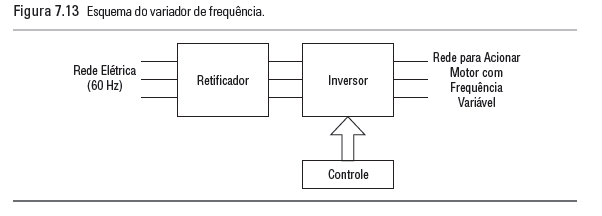 Figura 7.13 Esquema do variador de frequência.
Rede Elétrica
(60 Hz)
Retificador
Inversor
Rede para Acionar
Motor com
Frequência
Variável
Controle